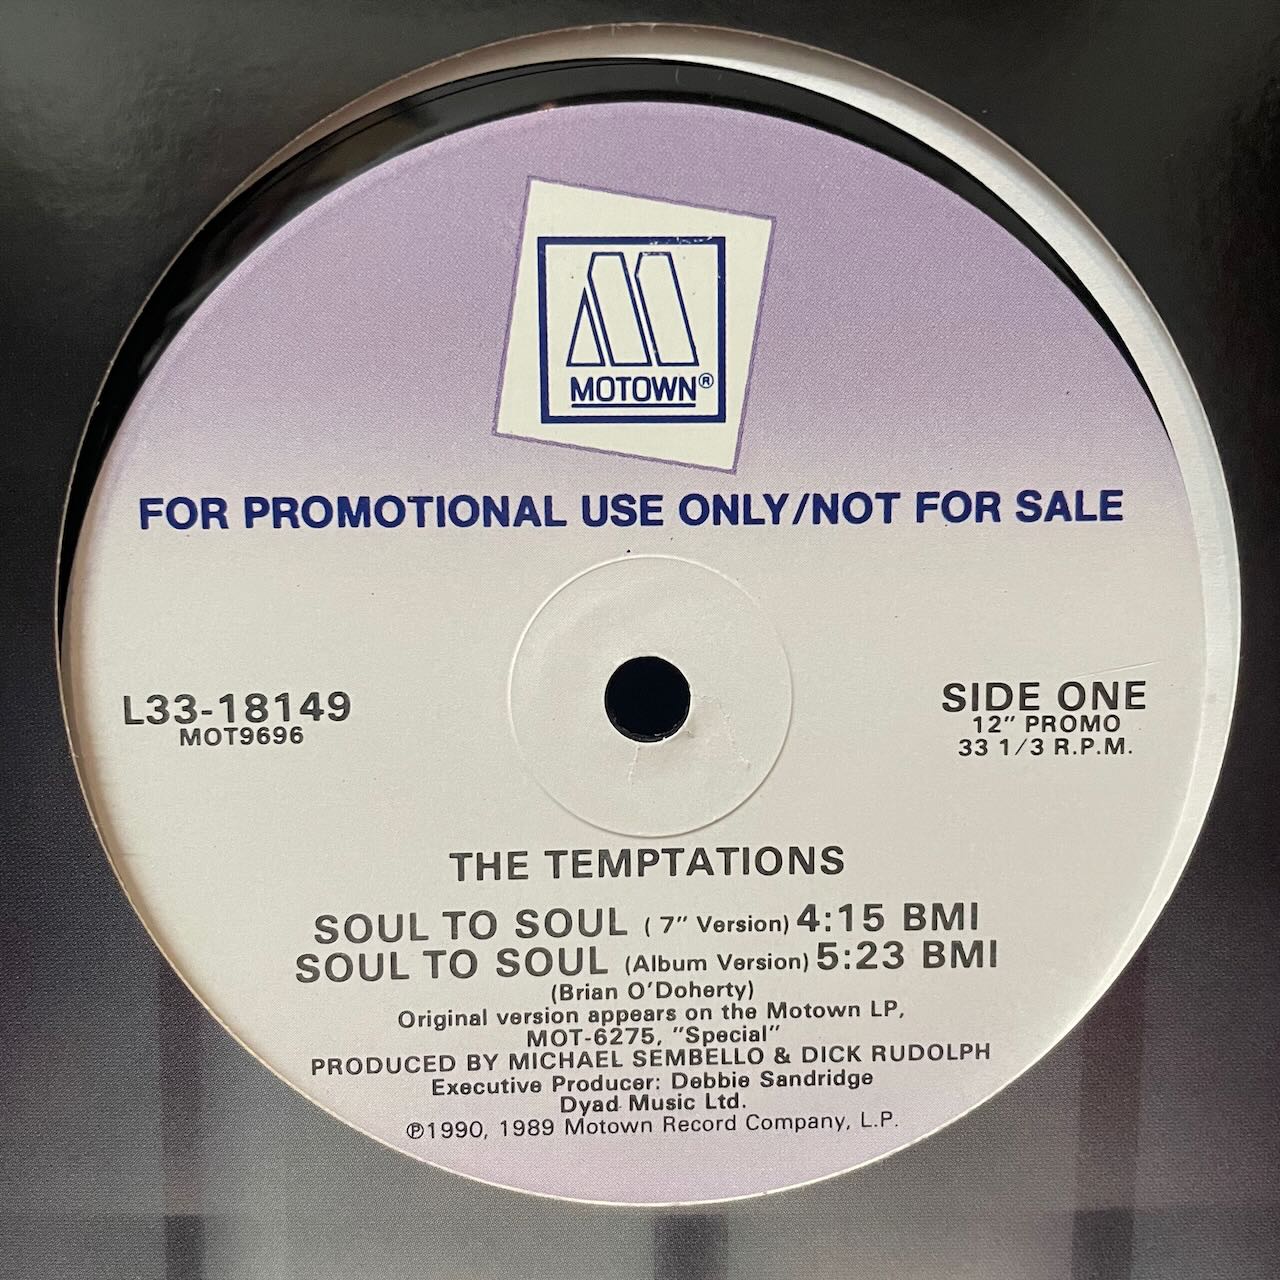 MOTOWN®
FOR PROMOTIONAL USE ONLY/NOT FOR SALE
L33-18149
MOT9696
SIDE ONE
12" PROMO
33 1/3 R.P.M.
THE TEMPTATIONS
SOUL TO SOUL ( 7" Version) 4:15 BMI
SOUL TO SOUL (Album Version) 5:23 BMI
(Brian O'Doherty)
Original version appears on the Motown LP,
MOT-6275, "Special"
PRODUCED BY MICHAEL SEMBELLO & DICK RUDOLPH
Executive Producer: Debbie Sandridge
Dyad Music Ltd.
℗1990, 1989 Motown Record Company, L.P.